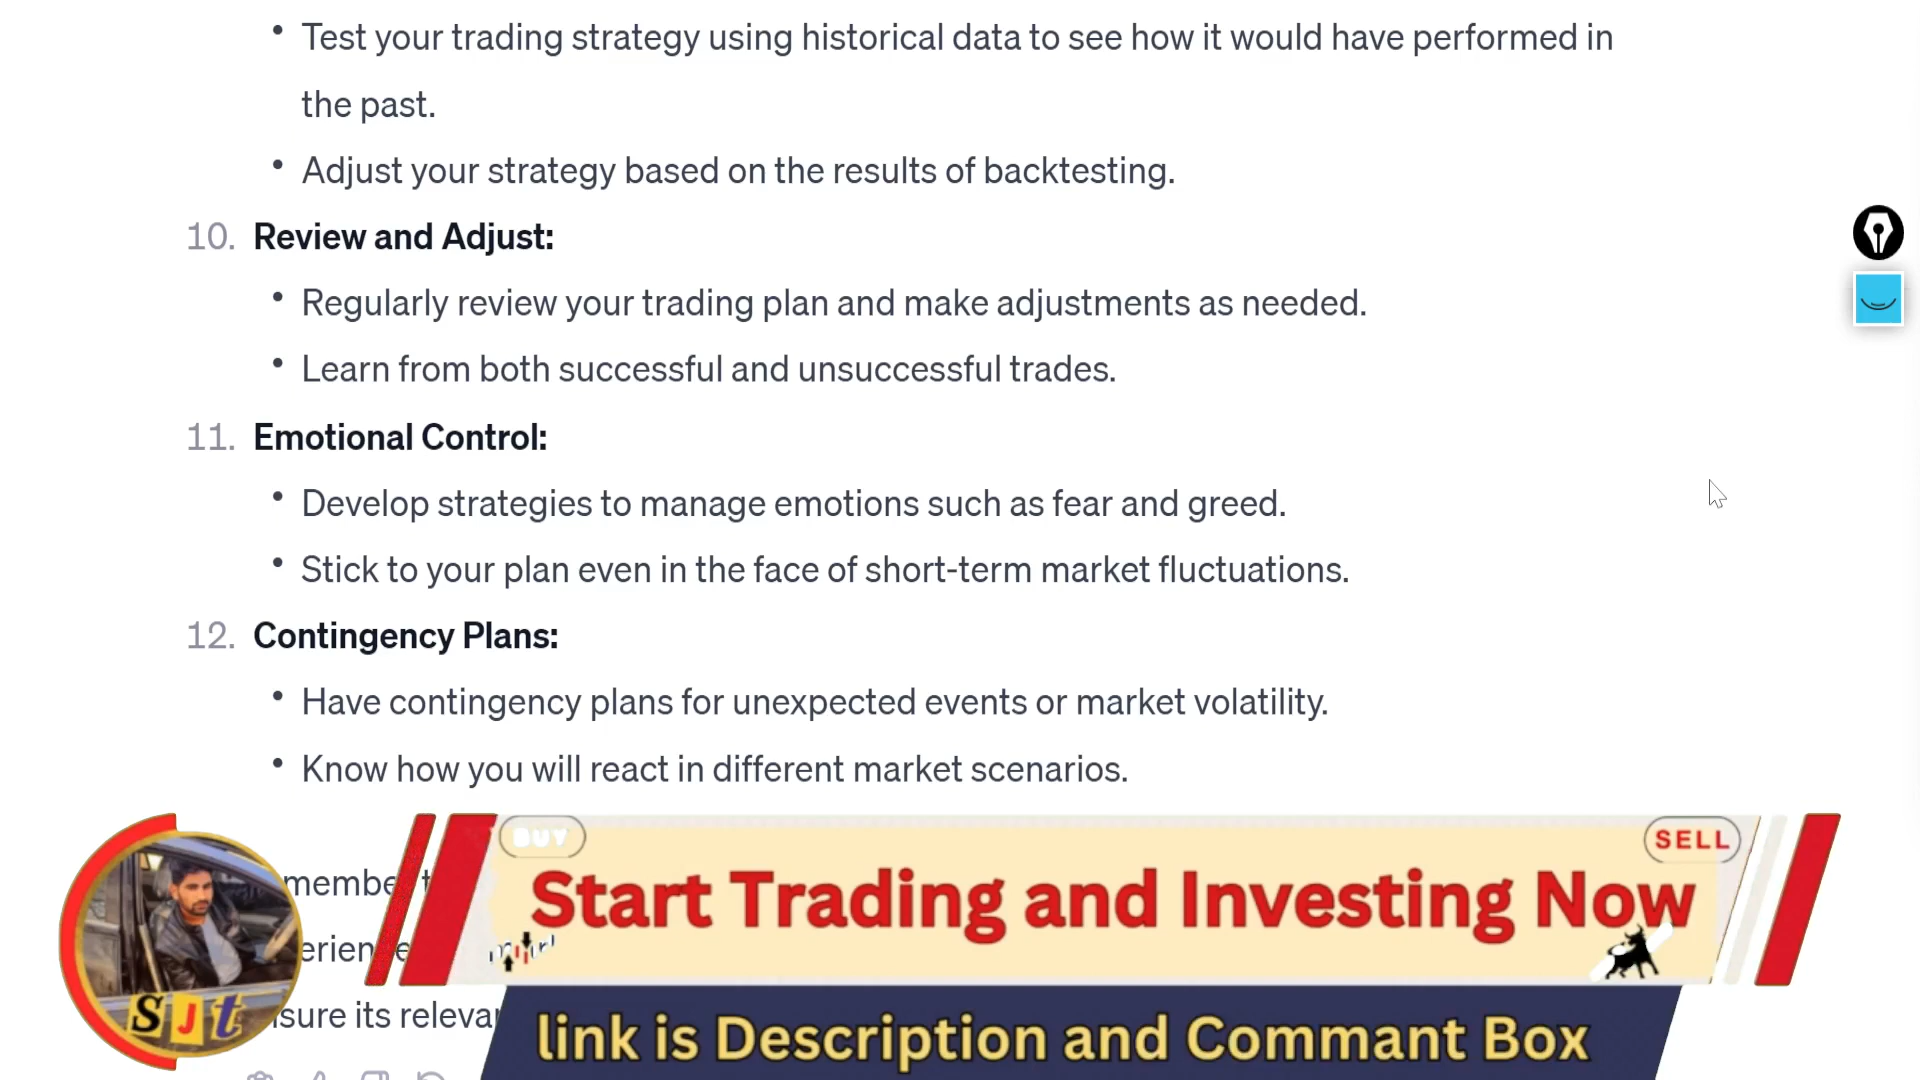 • Test your trading strategy using historical data to see how it would have performed in
the past.
• Adjust your strategy based on the results of backtesting.
10. Review and Adjust:
• Regularly review your trading plan and make adjustments as needed.
• Learn from both successful and unsuccessful trades.
11. Emotional Control:
• Develop strategies to manage emotions such as fear and greed.
• Stick to your plan even in the face of short-term market fluctuations.
12. Contingency Plans:
• Have contingency plans for unexpected events or market volatility.
• Know how you will react in different market scenarios.
BUY
SELL
Start Trading and Investing Now
its
SJt
link is Description and Commant Box